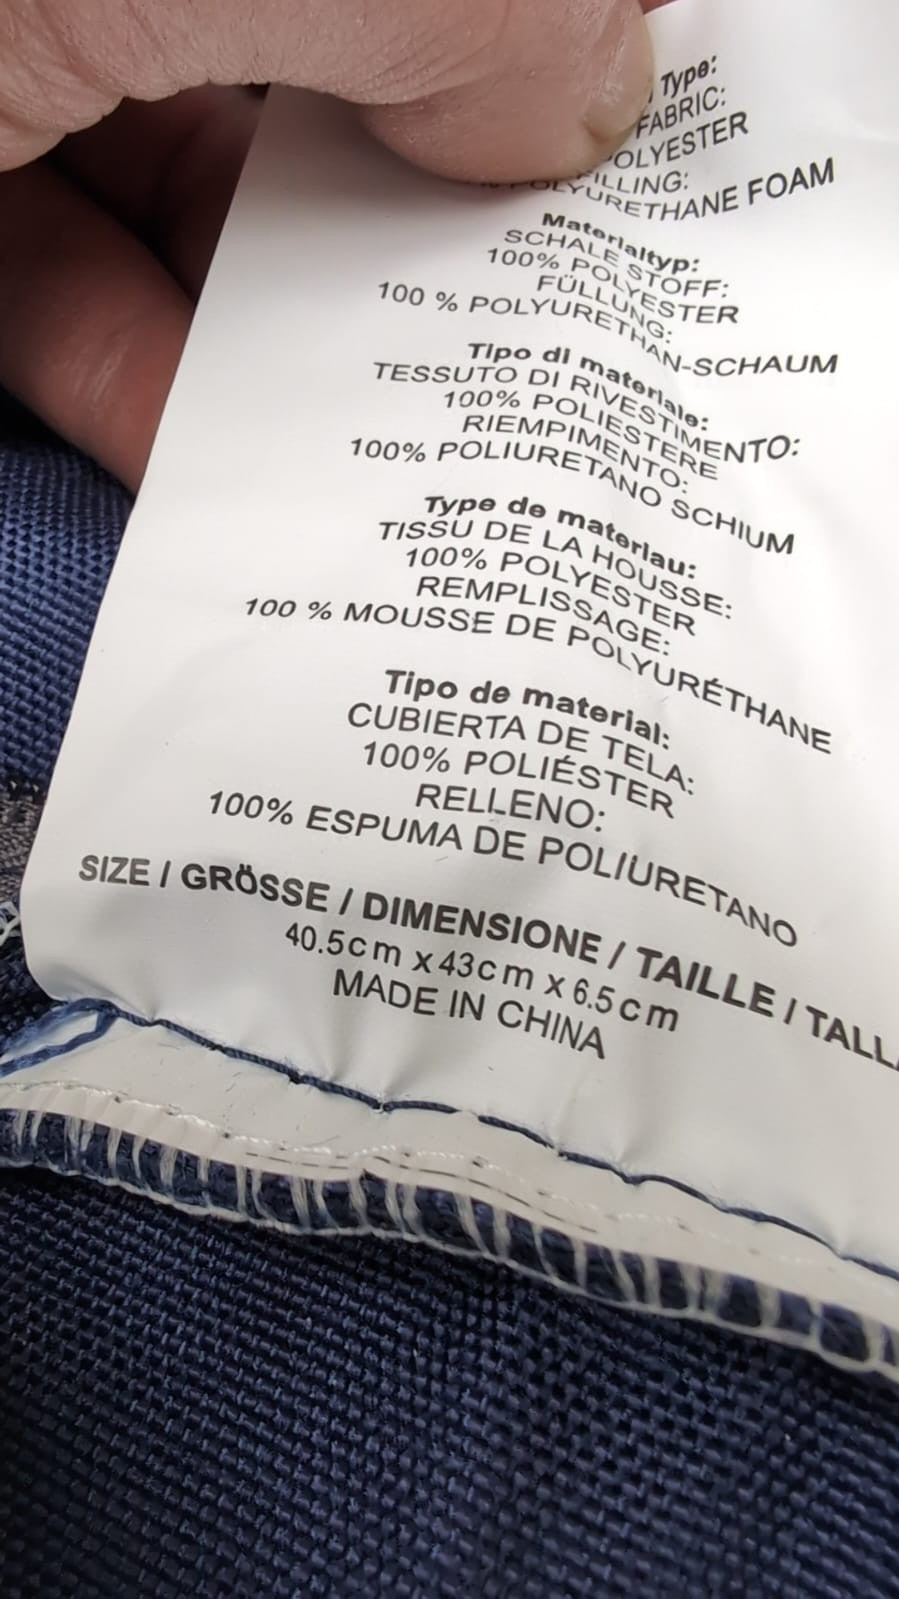 Type:
FABRIC:
POLYESTER
FILLING:
POLYURETHANE FOAM
Materialtyp:
SCHALE STOFF:
100% POLYESTER
FÜLLUNG:
100 % POLYURETHAN-SCHAUM
Tipo di materiale:
TESSUTO DI RIVESTIMENTO:
100% POLIESTERE
RIEMPIMENTO:
100% POLIURETANO SCHIUM
Type de materiau:
TISSU DE LA HOUSSE:
100% POLYESTER
REMPLISSAGE:
100 % MOUSSE DE POLYURÉTHANE
Tipo de material:
CUBIERTA DE TELA:
100% POLIÉSTER
RELLENO:
100% ESPUMA DE POLIURETANO
SIZE / GRÖSSE / DIMENSIONE / TAILLE / TALL
40.5cm x 43cm x 6.5cm
MADE IN CHINA